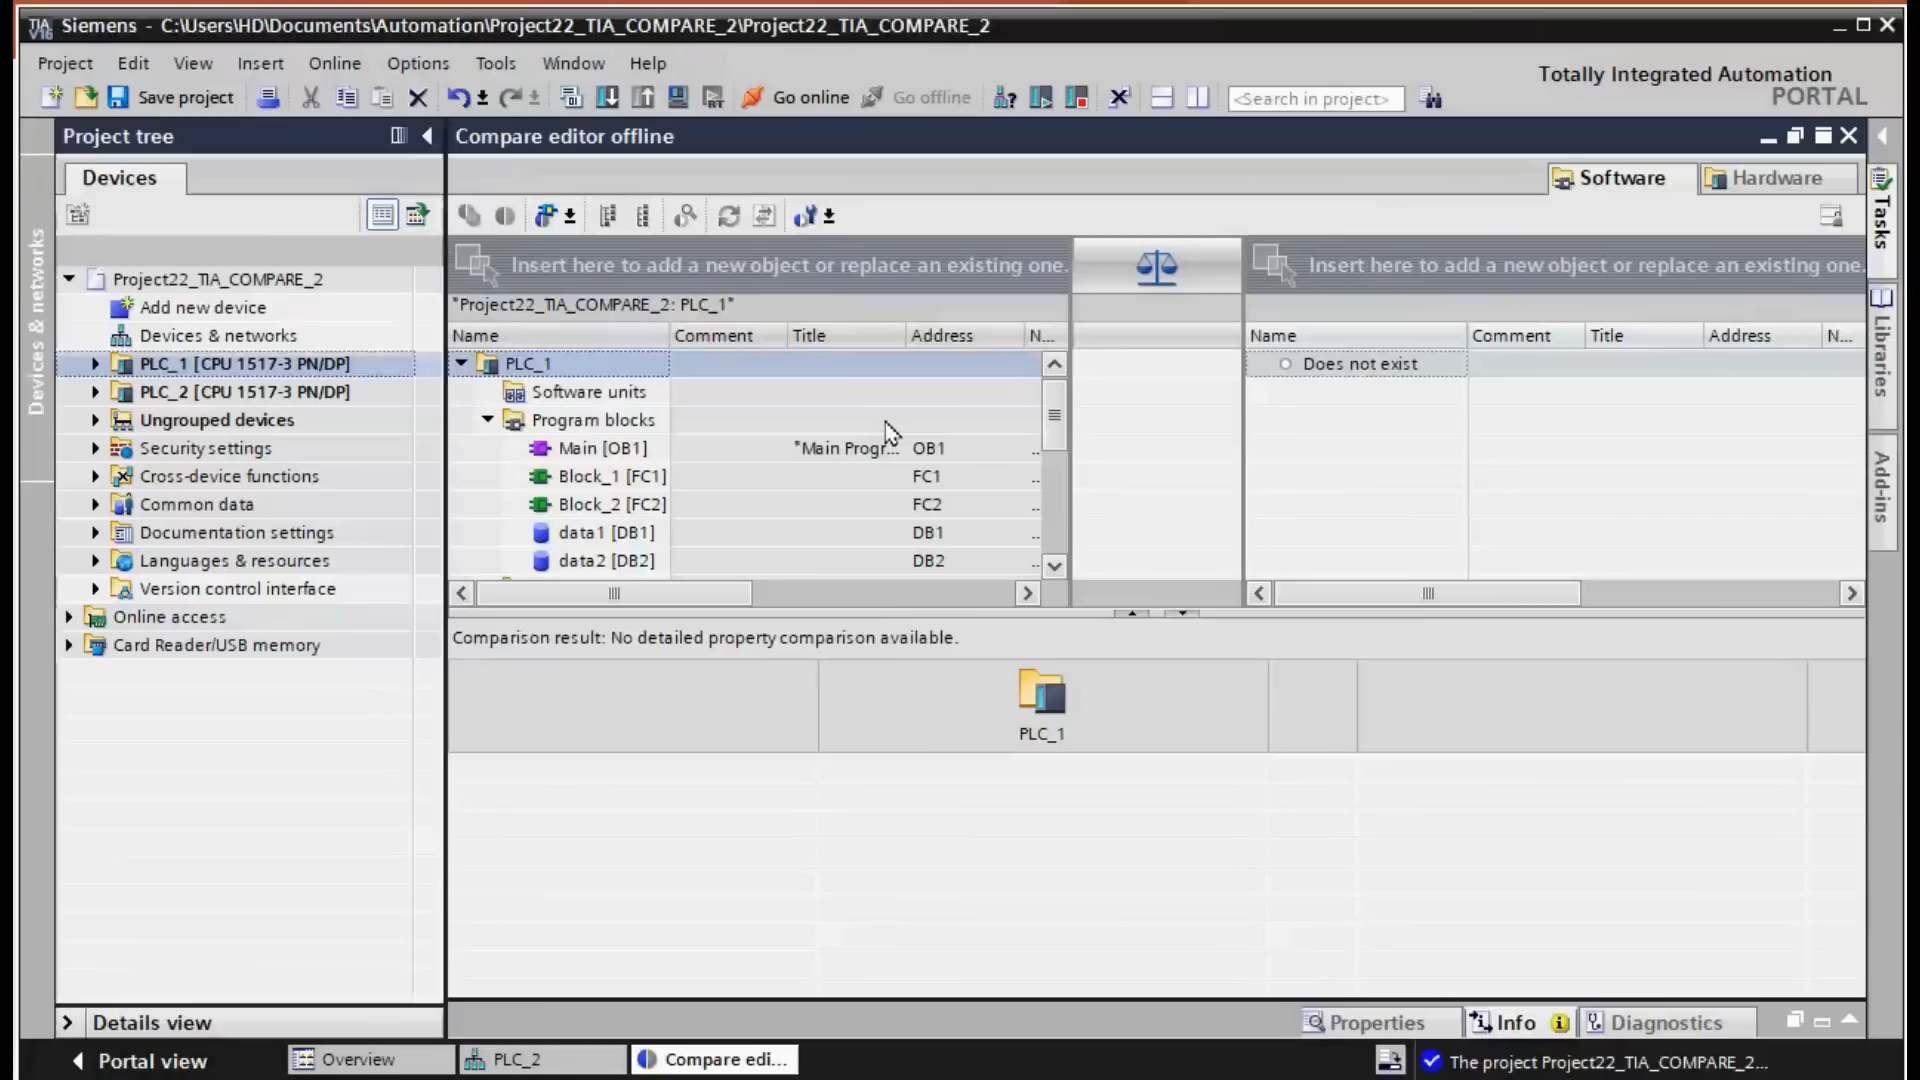 TIA V16 Siemens - C:\Users\HD\Documents\Automation\Project22_TIA_COMPARE_2\Project22_TIA_COMPARE_2
Project Edit View Insert Online Options Tools Window Help
Totally Integrated Automation
PORTAL
Save project Go online Go offline <Search in project>
Project tree
Compare editor offline
Devices
Software Hardware
Insert here to add a new object or replace an existing one.
Insert here to add a new object or replace an existing one.
"Project22_TIA_COMPARE_2: PLC_1"
Name Comment Title Address N...
Name Comment Title Address N...
Project22_TIA_COMPARE_2
Add new device
Devices & networks
PLC_1 [CPU 1517-3 PN/DP]
PLC_2 [CPU 1517-3 PN/DP]
Ungrouped devices
Security settings
Cross-device functions
Common data
Documentation settings
Languages & resources
Version control interface
Online access
Card Reader/USB memory
PLC_1
Software units
Program blocks
Main [OB1] "Main Progr... OB1 ..
Block_1 [FC1] FC1 ..
Block_2 [FC2] FC2 ..
data1 [DB1] DB1 ..
data2 [DB2] DB2 ..
Does not exist
Comparison result: No detailed property comparison available.
PLC_1
Devices & networks
Tasks
Libraries
Add-ins
Details view
Properties Info Diagnostics
Portal view Overview PLC_2 Compare edi... The project Project22_TIA_COMPARE_2...